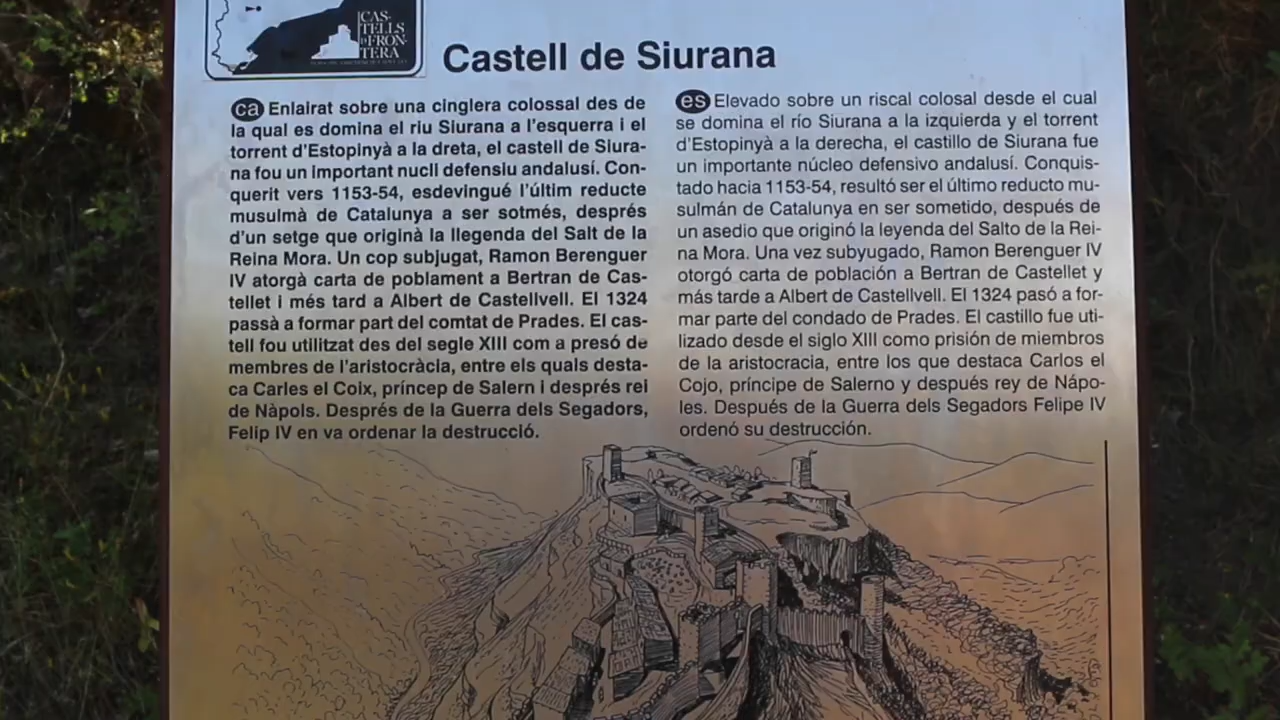 CAS-
TELLS
DFRON-
TERA
Castell de Siurana
ca Enlairat sobre una cinglera colossal des de
la qual es domina el riu Siurana a l'esquerra i el
torrent d'Estopinyà a la dreta, el castell de Siura-
na fou un important nucli defensiu andalusí. Con-
querit vers 1153-54, esdevingué l'últim reducte
musulmà de Catalunya a ser sotmés, després
d'un setge que originà la llegenda del Salt de la
Reina Mora. Un cop subjugat, Ramon Berenguer
IV atorgà carta de poblament a Bertran de Cas-
tellet i més tard a Albert de Castellvell. El 1324
passà a formar part del comtat de Prades. El cas-
tell fou utilitzat des del segle XIII com a presó de
membres de l'aristocràcia, entre els quals desta-
ca Carles el Coix, príncep de Salern i després rei
de Nàpols. Després de la Guerra dels Segadors,
Felip IV en va ordenar la destrucció.
es Elevado sobre un riscal colosal desde el cual
se domina el río Siurana a la izquierda y el torrent
d'Estopinyà a la derecha, el castillo de Siurana fue
un importante núcleo defensivo andalusí. Conquis-
tado hacia 1153-54, resultó ser el último reducto mu-
sulmán de Catalunya en ser sometido, después de
un asedio que originó la leyenda del Salto de la Rei-
na Mora. Una vez subyugado, Ramon Berenguer IV
otorgó carta de población a Bertran de Castellet y
más tarde a Albert de Castellvell. El 1324 pasó a for-
mar parte del condado de Prades. El castillo fue uti-
lizado desde el siglo XIII como prisión de miembros
de la aristocracia, entre los que destaca Carlos el
Cojo, príncipe de Salerno y después rey de Nápo-
les. Después de la Guerra dels Segadors Felipe IV
ordenó su destrucción.